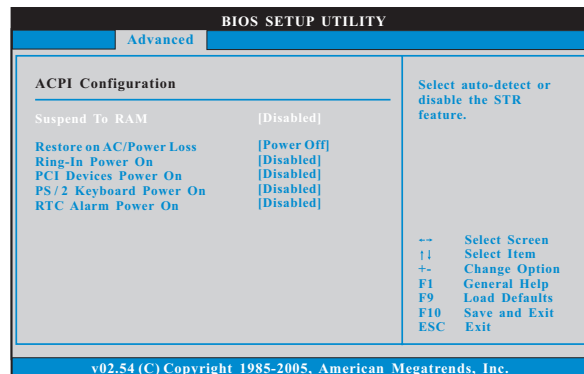 BIOS SETUP UTILITY
Advanced
ACPI Configuration
Suspend To RAM [Disabled]
Restore on AC/Power Loss [Power Off]
Ring-In Power On [Disabled]
PCI Devices Power On [Disabled]
PS/2 Keyboard Power On [Disabled]
RTC Alarm Power On [Disabled]
Select auto-detect or
disable the STR
feature.
←→ Select Screen
↑↓ Select Item
+- Change Option
F1 General Help
F9 Load Defaults
F10 Save and Exit
ESC Exit
v02.54 (C) Copyright 1985-2005, American Megatrends, Inc.